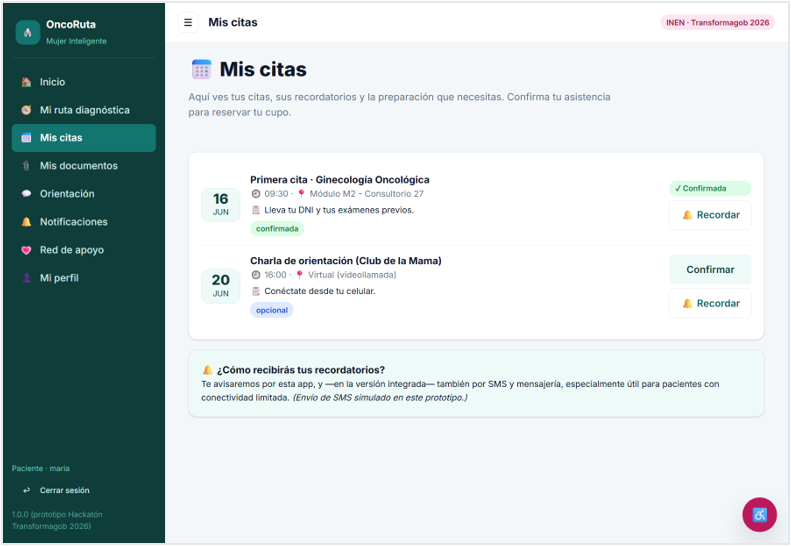 OncoRuta
Mujer Inteligente
Inicio
Mi ruta diagnóstica
Mis citas
Mis documentos
Orientación
Notificaciones
Red de apoyo
Mi perfil
Paciente · maria
Cerrar sesión
1.0.0 (prototipo Hackatón
Transformagob 2026)
Mis citas
INEN · Transformagob 2026
Mis citas
Aquí ves tus citas, sus recordatorios y la preparación que necesitas. Confirma tu asistencia
para reservar tu cupo.
16
JUN
Primera cita · Ginecología Oncológica
09:30 · 📍 Módulo M2 - Consultorio 27
Lleva tu DNI y tus exámenes previos.
confirmada
✓ Confirmada
Recordar
20
JUN
Charla de orientación (Club de la Mama)
16:00 · 📍 Virtual (videollamada)
Conéctate desde tu celular.
opcional
Confirmar
Recordar
¿Cómo recibirás tus recordatorios?
Te avisaremos por esta app, y —en la versión integrada— también por SMS y mensajería, especialmente útil para pacientes con
conectividad limitada. (Envío de SMS simulado en este prototipo.)